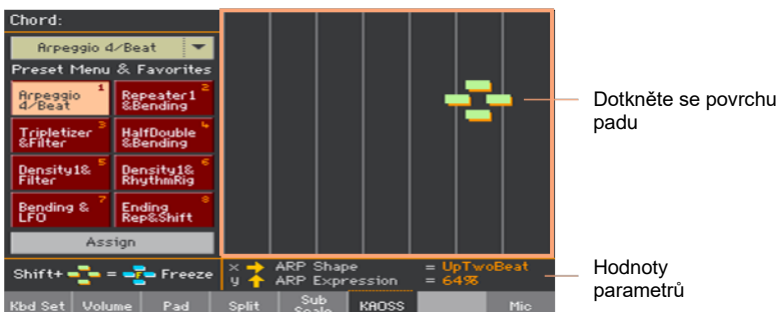 Chord:
Arpeggio 4/Beat
Preset Menu & Favorites
Arpeggio 4/Beat 1
Repeater1 &Bending 2
Tripletizer &Filter 3
HalfDouble &Bending 4
Density1& Filter 5
Density1& RhythmRig 6
Bending & LFO 7
Ending Rep&Shift 8
Assign
Shift+ = Freeze
x ARP Shape = UpTwoBeat
y ARP Expression = 64%
Kbd Set Volume Pad Split Sub Scale KAOSS Mic
Dotkněte se povrchu
padu
Hodnoty
parametrů